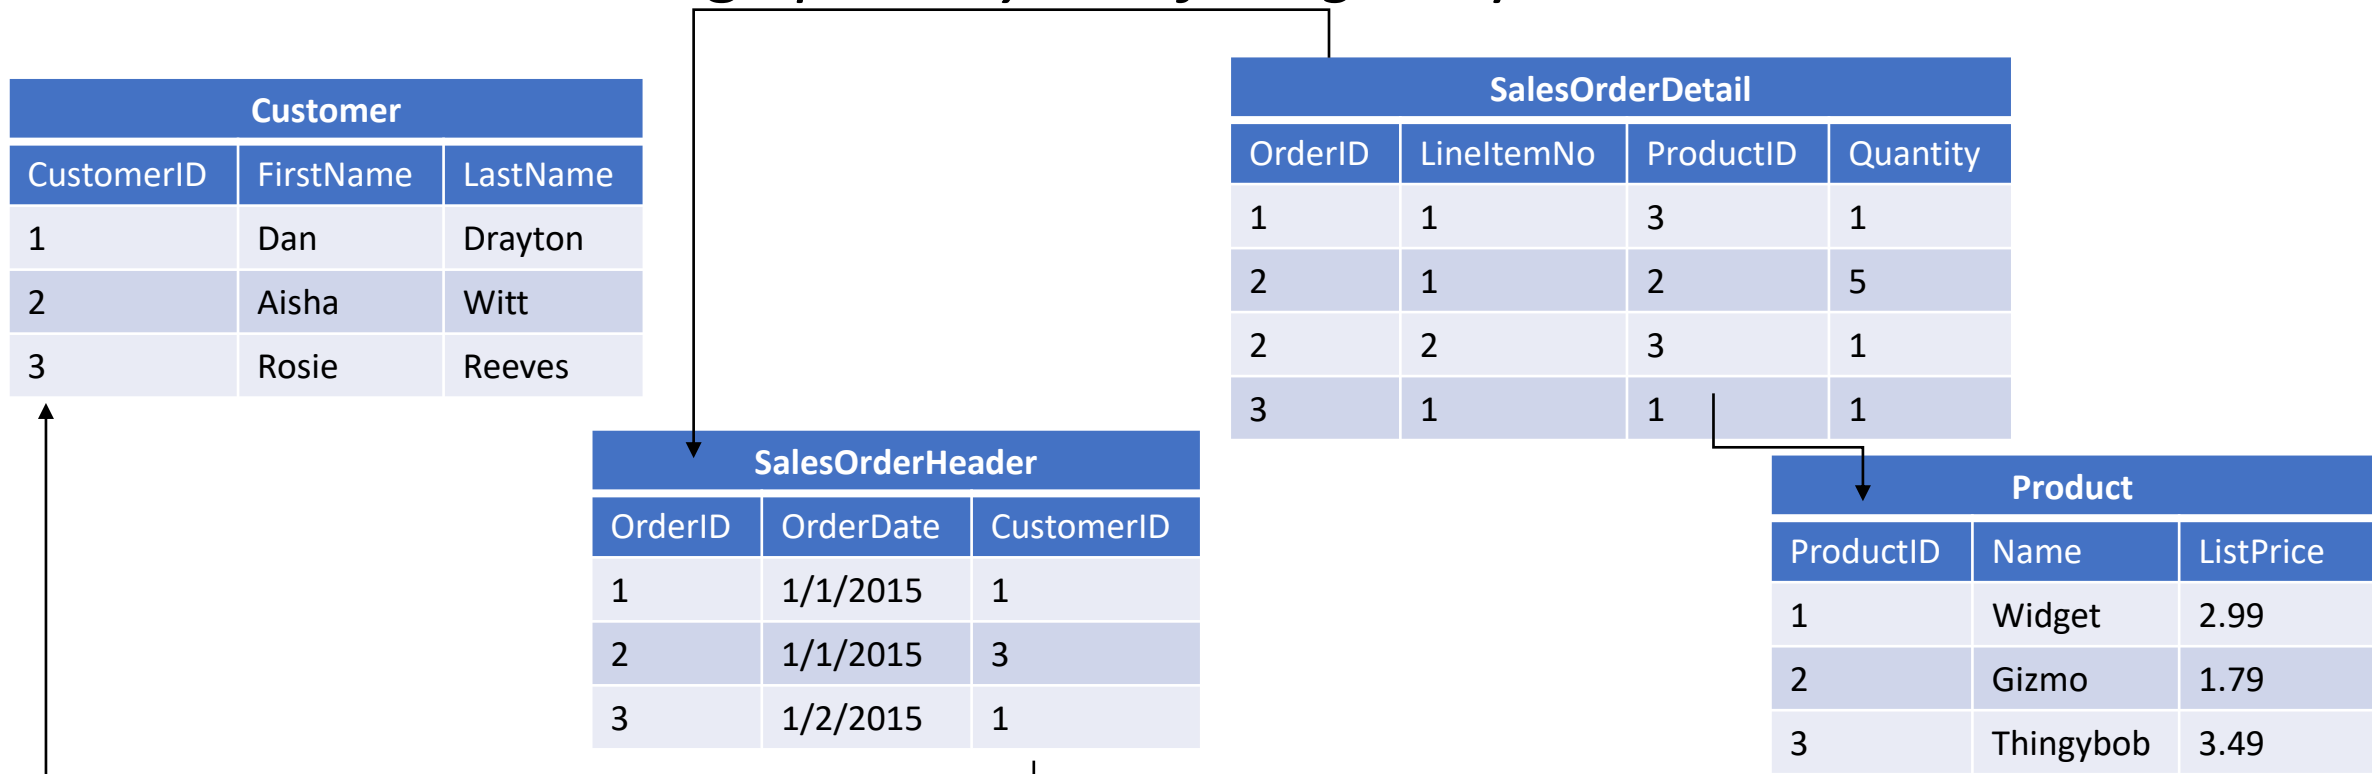 Customer
CustomerID FirstName LastName
1 Dan Drayton
2 Aisha Witt
3 Rosie Reeves
SalesOrderHeader
OrderID OrderDate CustomerID
1 1/1/2015 1
2 1/1/2015 3
3 1/2/2015 1
SalesOrderDetail
OrderID LineItemNo ProductID Quantity
1 1 3 1
2 1 2 5
2 2 3 1
3 1 1 1
Product
ProductID Name ListPrice
1 Widget 2.99
2 Gizmo 1.79
3 Thingybob 3.49